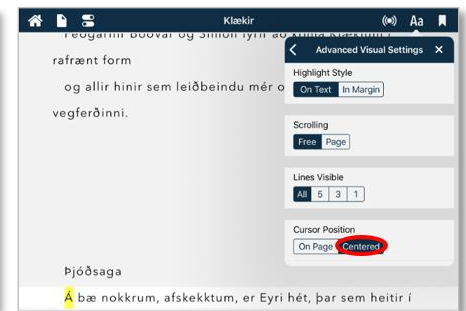 Klækir
Aa
Advanced Visual Settings
Highlight Style
On Text In Margin
Scrolling
Free Page
Lines Visible
All 5 3 1
Cursor Position
On Page Centered
rafrænt form
og allir hinir sem leiðbeindu mér o
vegferðinni.
Þjóðsaga
Á bæ nokkrum, afskekktum, er Eyri hét, þar sem heitir í